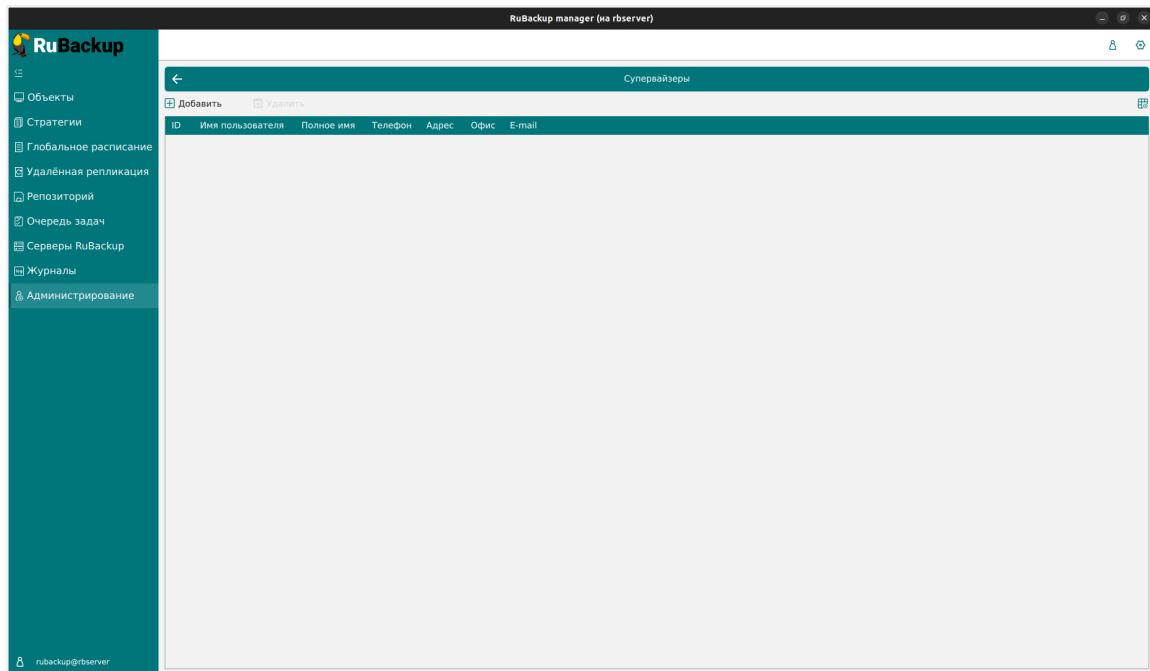 RuBackup manager (на rbserver)
RuBackup
Супервайзеры
Объекты
Добавить
Удалить
Стратегии
ID Имя пользователя Полное имя Телефон Адрес Офис E-mail
Глобальное расписание
Удалённая репликация
Репозиторий
Очередь задач
Серверы RuBackup
Журналы
Администрирование
rubackup@rbserver